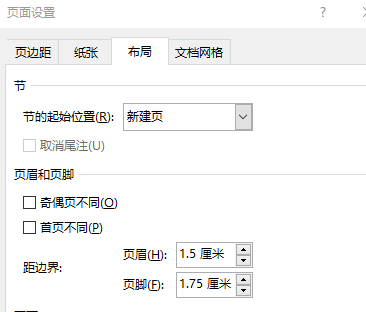 页面设置 ?
页边距 纸张 布局 文档网格
节
节的起始位置(R): 新建页
取消尾注(U)
页眉和页脚
奇偶页不同(O)
首页不同(P)
页眉(H): 1.5 厘米
距边界:
页脚(F): 1.75 厘米